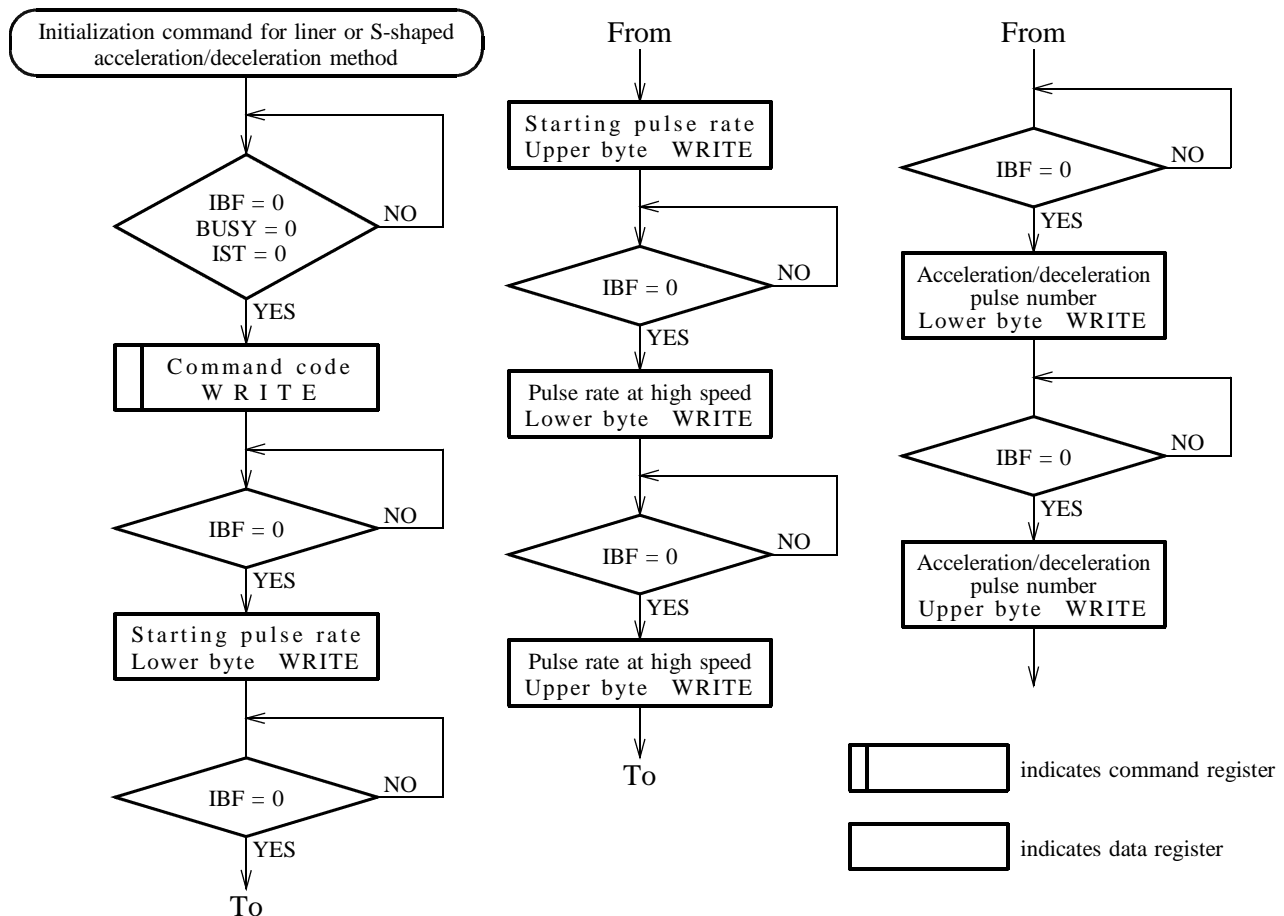 Initialization command for liner or S-shaped
acceleration/deceleration method
IBF = 0
BUSY = 0
IST = 0
NO
YES
Command code
WRITE
IBF = 0
NO
YES
Starting pulse rate
Lower byte WRITE
IBF = 0
NO
YES
To
From
Starting pulse rate
Upper byte WRITE
IBF = 0
NO
YES
Pulse rate at high speed
Lower byte WRITE
IBF = 0
NO
YES
Pulse rate at high speed
Upper byte WRITE
To
From
IBF = 0
NO
YES
Acceleration/deceleration
pulse number
Lower byte WRITE
IBF = 0
NO
YES
Acceleration/deceleration
pulse number
Upper byte WRITE
indicates command register
indicates data register